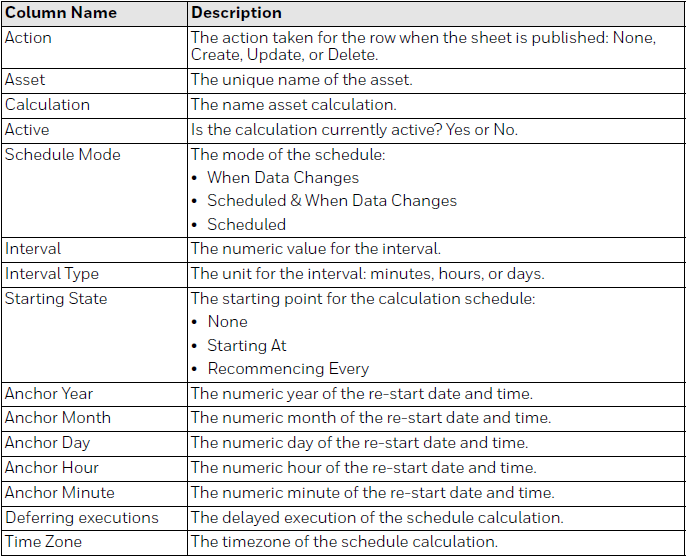 Column Name Description
Action The action taken for the row when the sheet is published: None,
Create, Update, or Delete.
Asset The unique name of the asset.
Calculation The name asset calculation.
Active Is the calculation currently active? Yes or No.
Schedule Mode The mode of the schedule:
• When Data Changes
• Scheduled & When Data Changes
• Scheduled
Interval The numeric value for the interval.
Interval Type The unit for the interval: minutes, hours, or days.
Starting State The starting point for the calculation schedule:
• None
• Starting At
• Recommencing Every
Anchor Year The numeric year of the re-start date and time.
Anchor Month The numeric month of the re-start date and time.
Anchor Day The numeric day of the re-start date and time.
Anchor Hour The numeric hour of the re-start date and time.
Anchor Minute The numeric minute of the re-start date and time.
Deferring executions The delayed execution of the schedule calculation.
Time Zone The timezone of the schedule calculation.